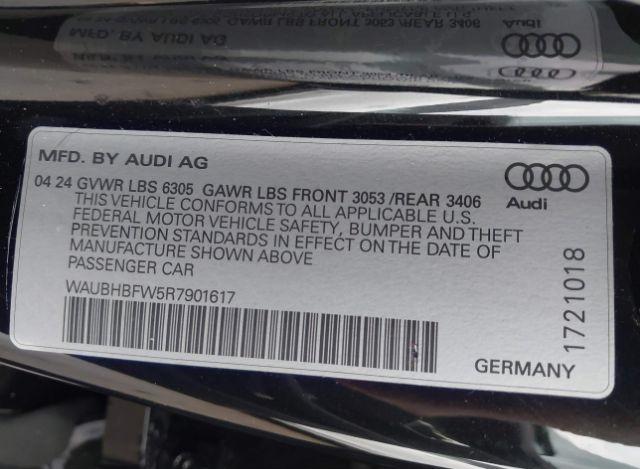 MFD. BY AUDI AG
04 24 GVWR LBS 6305 GAWR LBS FRONT 3053 /REAR 3406
THIS VEHICLE CONFORMS TO ALL APPLICABLE U.S.
FEDERAL MOTOR VEHICLE SAFETY, BUMPER AND THEFT
PREVENTION STANDARDS IN EFFECT ON THE DATE OF
MANUFACTURE SHOWN ABOVE
PASSENGER CAR
WAUBHBFW5R7901617
Audi
1721018
GERMANY